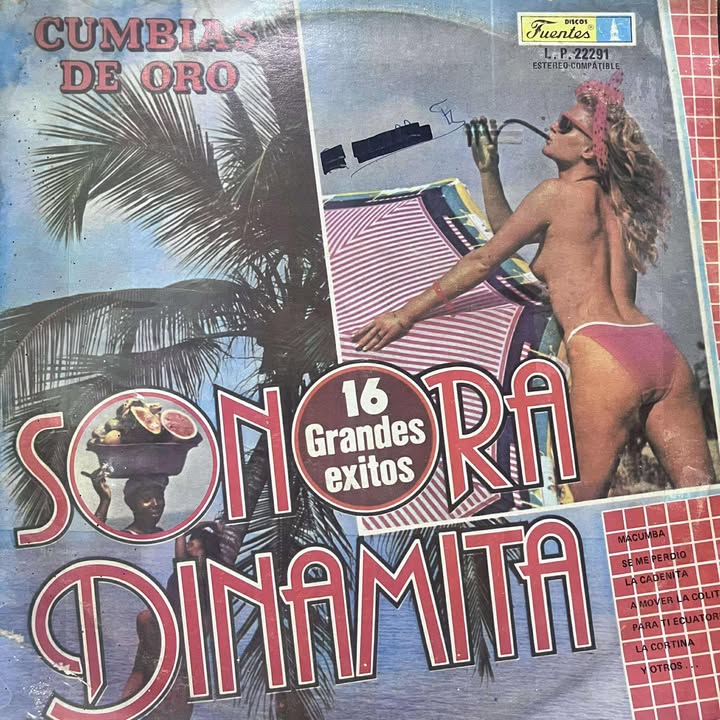 CUMBIAS
DE ORO
DISCOS
Fuentes
L.P. 22291
ESTEREO-COMPATIBLE
SONORA
16
Grandes
exitos
DINAMITA
MACUMBA
SE ME PERDIO
LA CADENITA
A MOVER LA COLIT
PARA TI ECUATOR
LA CORTINA
Y OTROS...